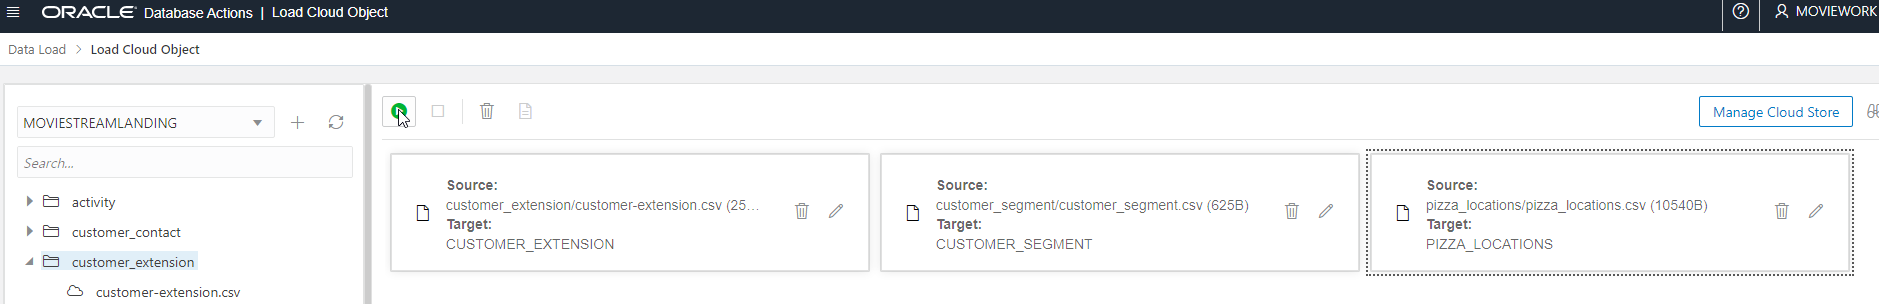 ORACLE Database Actions | Load Cloud Object
MOVIEWORK
Data Load > Load Cloud Object
MOVIESTREAMLANDING
Search...
activity
customer_contact
customer_extension
customer-extension.csv
Manage Cloud Store
Source:
customer_extension/customer-extension.csv (25...
Target:
CUSTOMER_EXTENSION
Source:
customer_segment/customer_segment.csv (625B)
Target:
CUSTOMER_SEGMENT
Source:
pizza_locations/pizza_locations.csv (10540B)
Target:
PIZZA_LOCATIONS